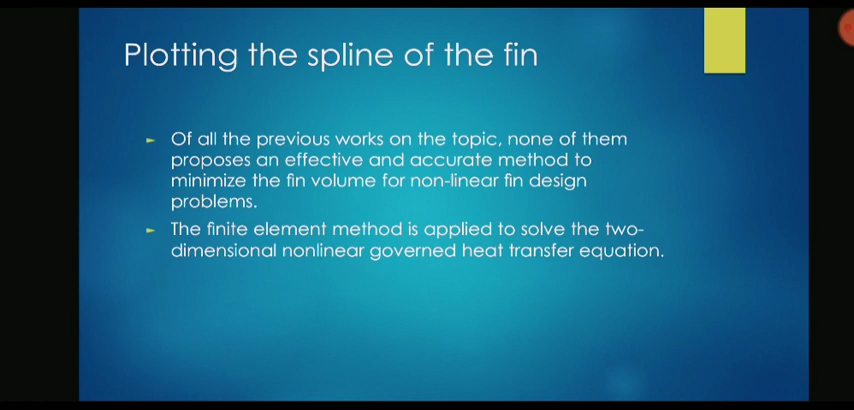 Plotting the spline of the fin
Of all the previous works on the topic, none of them
proposes an effective and accurate method to
minimize the fin volume for non-linear fin design
problems.
The finite element method is applied to solve the two-
dimensional nonlinear governed heat transfer equation.